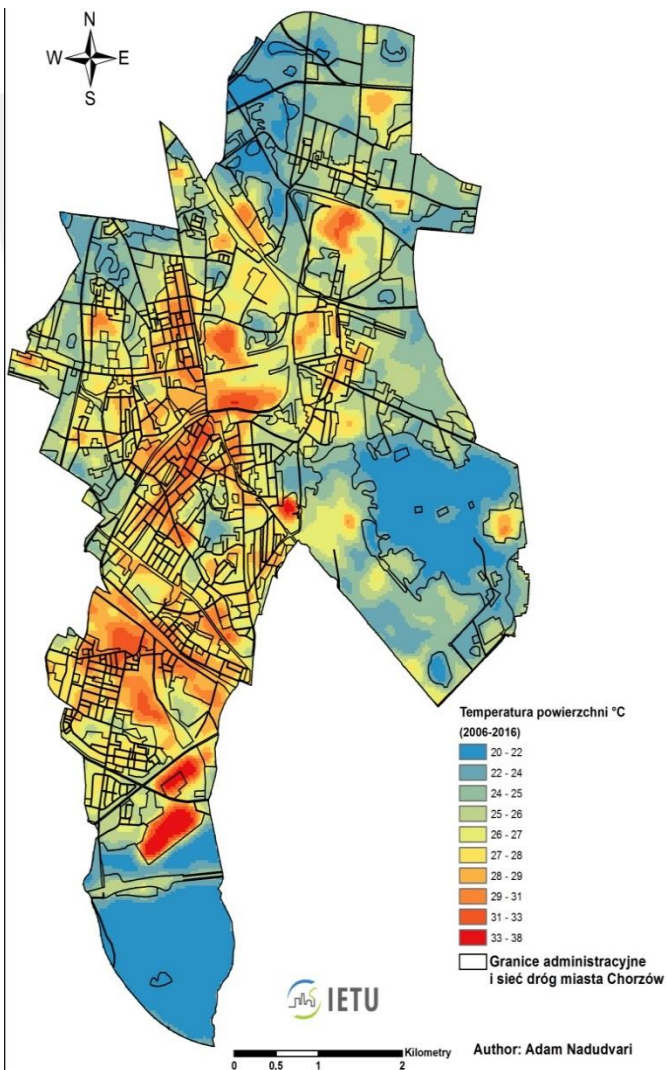 N
W E
S
Temperatura powierzchni °C
(2006-2016)
20 - 22
22 - 24
24 - 25
25 - 26
26 - 27
27 - 28
28 - 29
29 - 31
31 - 33
33 - 38
Granice administracyjne
i sieć dróg miasta Chorzów
IETU
Kilometry
0 0.5 1 2
Author: Adam Nadudvari